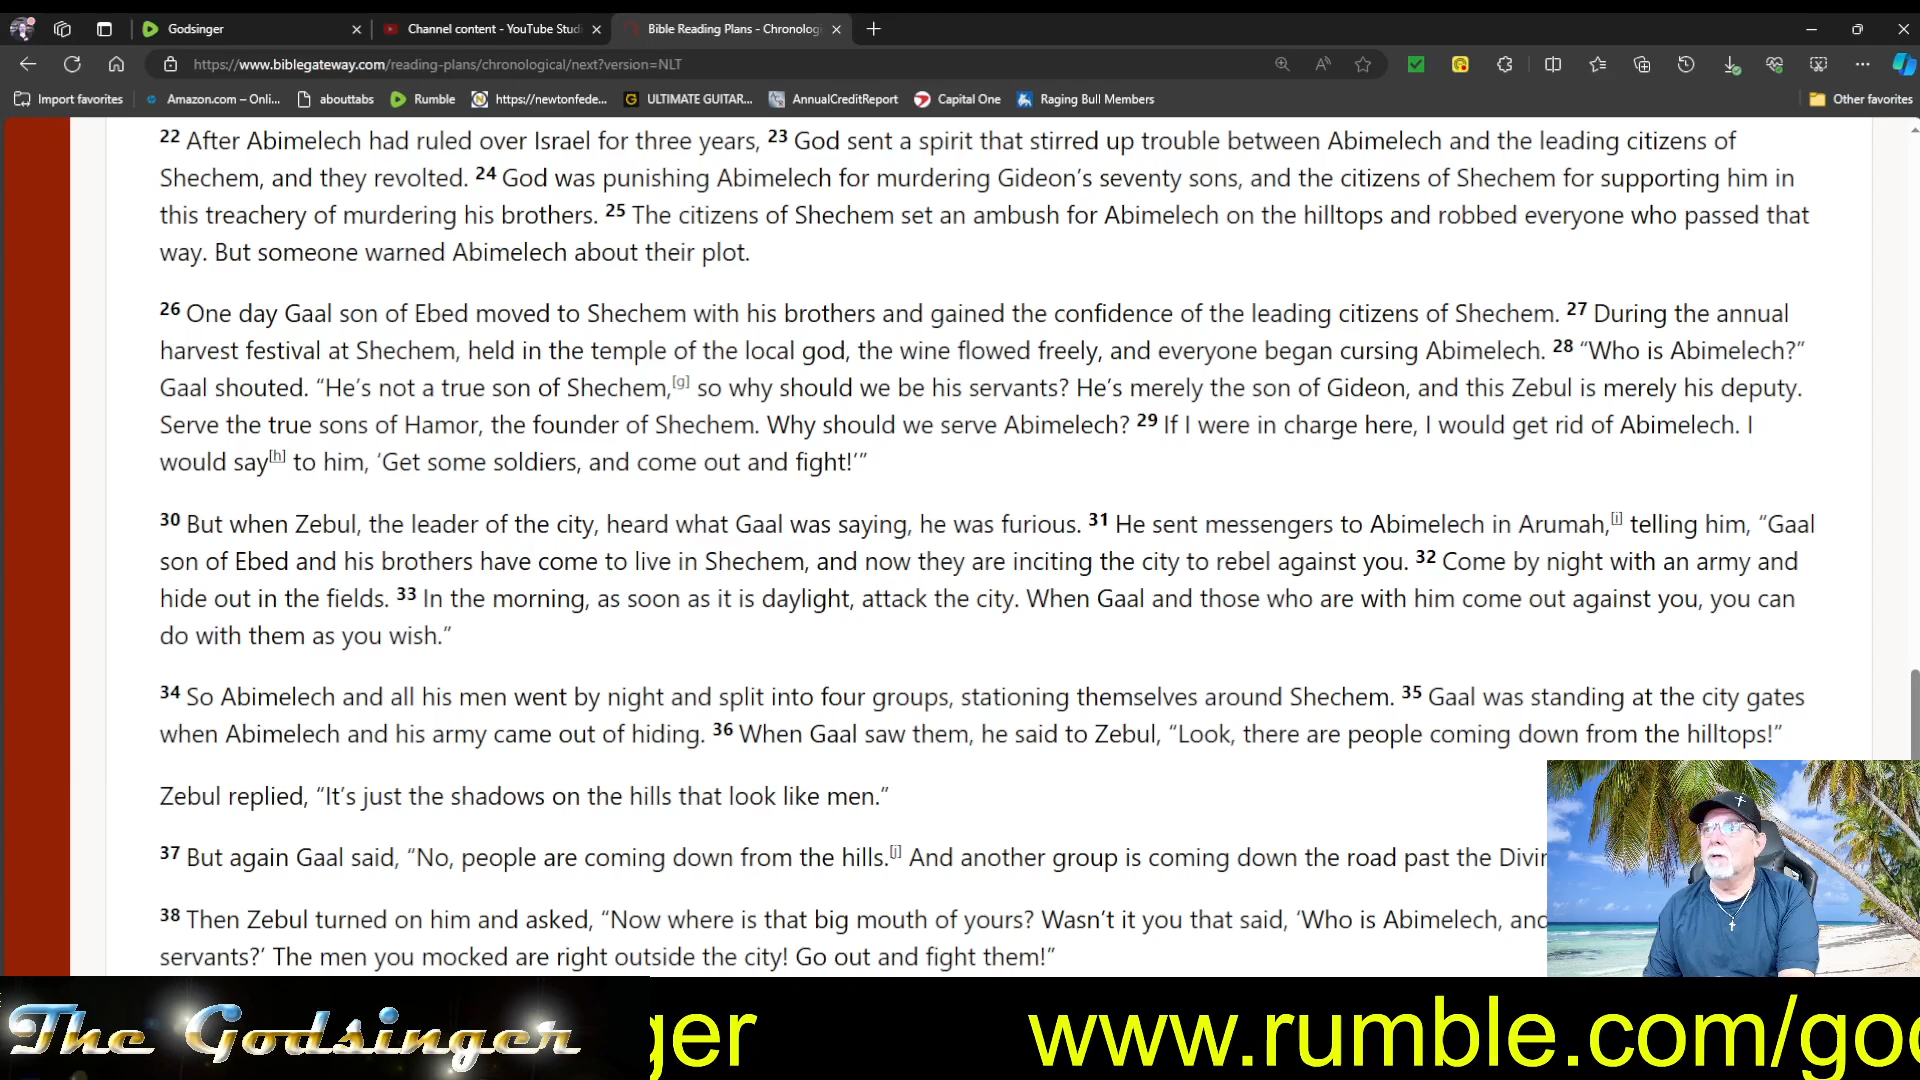 Godsinger
Channel content - YouTube Studi
Bible Reading Plans - Chronolog
https://www.biblegateway.com/reading-plans/chronological/next?version=NLT
Import favorites
Amazon.com – Onli...
abouttabs
Rumble
https://newtonfede...
ULTIMATE GUITAR...
AnnualCreditReport
Capital One
Raging Bull Members
Other favorites
22 After Abimelech had ruled over Israel for three years, 23 God sent a spirit that stirred up trouble between Abimelech and the leading citizens of
Shechem, and they revolted. 24 God was punishing Abimelech for murdering Gideon’s seventy sons, and the citizens of Shechem for supporting him in
this treachery of murdering his brothers. 25 The citizens of Shechem set an ambush for Abimelech on the hilltops and robbed everyone who passed that
way. But someone warned Abimelech about their plot.
26 One day Gaal son of Ebed moved to Shechem with his brothers and gained the confidence of the leading citizens of Shechem. 27 During the annual
harvest festival at Shechem, held in the temple of the local god, the wine flowed freely, and everyone began cursing Abimelech. 28 “Who is Abimelech?”
Gaal shouted. “He’s not a true son of Shechem,[g] so why should we be his servants? He’s merely the son of Gideon, and this Zebul is merely his deputy.
Serve the true sons of Hamor, the founder of Shechem. Why should we serve Abimelech? 29 If I were in charge here, I would get rid of Abimelech. I
would say[h] to him, ‘Get some soldiers, and come out and fight!’”
30 But when Zebul, the leader of the city, heard what Gaal was saying, he was furious. 31 He sent messengers to Abimelech in Arumah,[i] telling him, “Gaal
son of Ebed and his brothers have come to live in Shechem, and now they are inciting the city to rebel against you. 32 Come by night with an army and
hide out in the fields. 33 In the morning, as soon as it is daylight, attack the city. When Gaal and those who are with him come out against you, you can
do with them as you wish.”
34 So Abimelech and all his men went by night and split into four groups, stationing themselves around Shechem. 35 Gaal was standing at the city gates
when Abimelech and his army came out of hiding. 36 When Gaal saw them, he said to Zebul, “Look, there are people coming down from the hilltops!”
Zebul replied, “It’s just the shadows on the hills that look like men.”
37 But again Gaal said, “No, people are coming down from the hills.[j] And another group is coming down the road past the Divin
38 Then Zebul turned on him and asked, “Now where is that big mouth of yours? Wasn’t it you that said, ‘Who is Abimelech, and
servants?’ The men you mocked are right outside the city! Go out and fight them!”
The Godsinger
ger
www.rumble.com/god